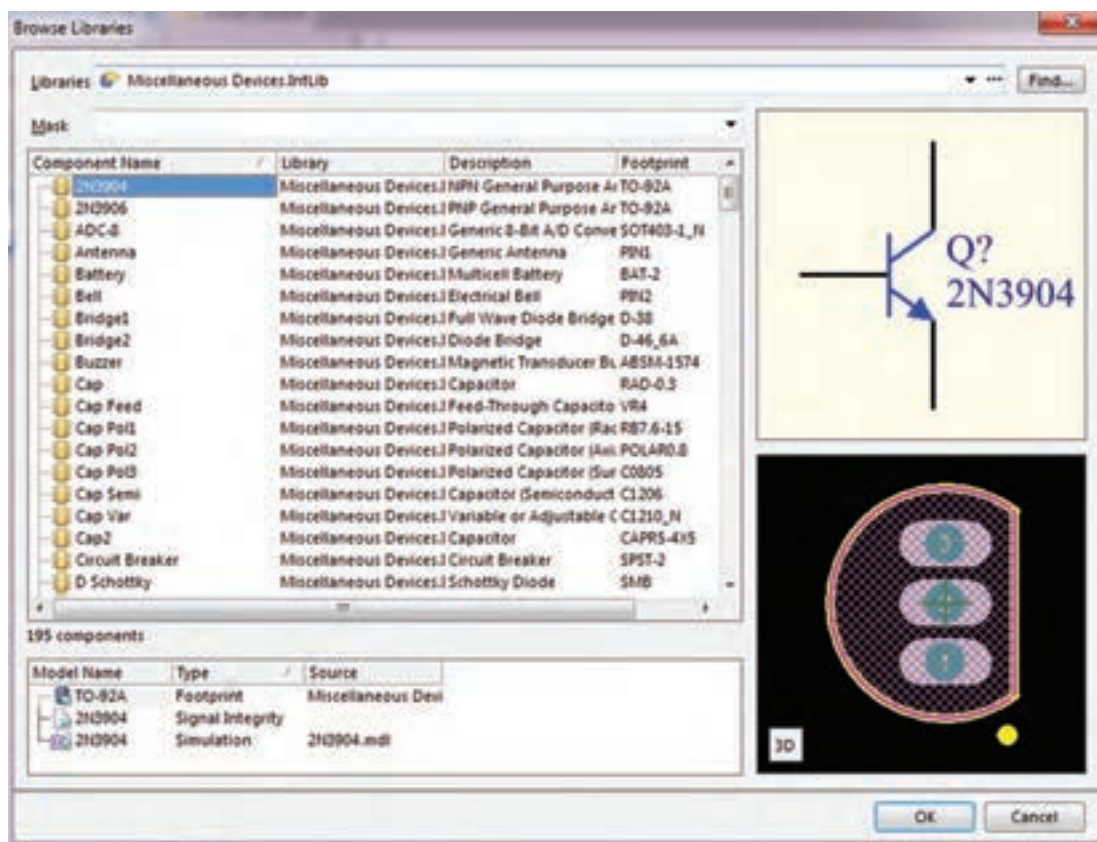 Browse Libraries
Libraries Miscellaneous Devices.IntLib Find...
Mask
Component Name / Library Description Footprint
2N3904 Miscellaneous Devices.I NPN General Purpose Ar TO-92A
2N3906 Miscellaneous Devices.I PNP General Purpose Ar TO-92A
ADC-8 Miscellaneous Devices.I Generic 8-Bit A/D Conve SOT403-1_N
Antenna Miscellaneous Devices.I Generic Antenna PIN1
Battery Miscellaneous Devices.I Multicell Battery BAT-2
Bell Miscellaneous Devices.I Electrical Bell PIN2
Bridge1 Miscellaneous Devices.I Full Wave Diode Bridge D-38
Bridge2 Miscellaneous Devices.I Diode Bridge D-46_6A
Buzzer Miscellaneous Devices.I Magnetic Transducer Bu ABSM-1574
Cap Miscellaneous Devices.I Capacitor RAD-0.3
Cap Feed Miscellaneous Devices.I Feed-Through Capacito VR4
Cap Pol1 Miscellaneous Devices.I Polarized Capacitor (Rac RB7.6-15
Cap Pol2 Miscellaneous Devices.I Polarized Capacitor (Axi POLAR0.8
Cap Pol3 Miscellaneous Devices.I Polarized Capacitor (Sur C0805
Cap Semi Miscellaneous Devices.I Capacitor (Semiconduct C1206
Cap Var Miscellaneous Devices.I Variable or Adjustable C C1210_N
Cap2 Miscellaneous Devices.I Capacitor CAPR5-4X5
Circuit Breaker Miscellaneous Devices.I Circuit Breaker SPST-2
D Schottky Miscellaneous Devices.I Schottky Diode SMB
195 components
Model Name Type / Source
TO-92A Footprint Miscellaneous Devi
2N3904 Signal Integrity
2N3904 Simulation 2N3904.mdl
Q?
2N3904
3
2
1
3D
OK Cancel